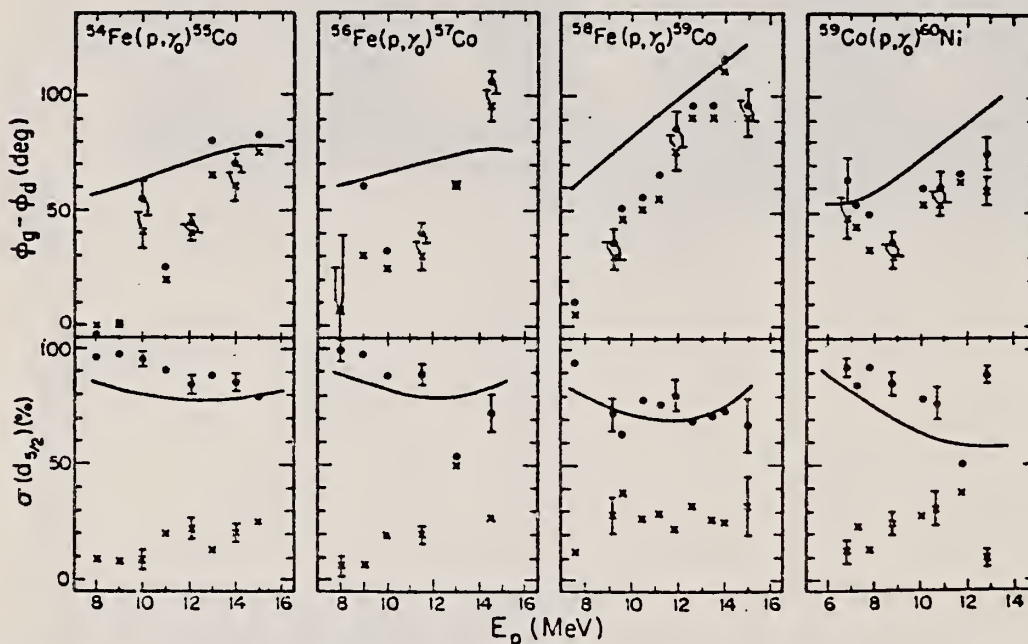 ⁵⁴Fe(p,γ₀)⁵⁵Co ⁵⁶Fe(p,γ₀)⁵⁷Co ⁵⁸Fe(p,γ₀)⁵⁹Co ⁵⁹Co(p,γ₀)⁶⁰Ni
100
50
0
ϕg – ϕd (deg)
100
50
0
σ(d5/2)(%)
8 10 12 14 16 8 10 12 14 16 8 10 12 14 16 6 8 10 12 14
Ep (MeV)